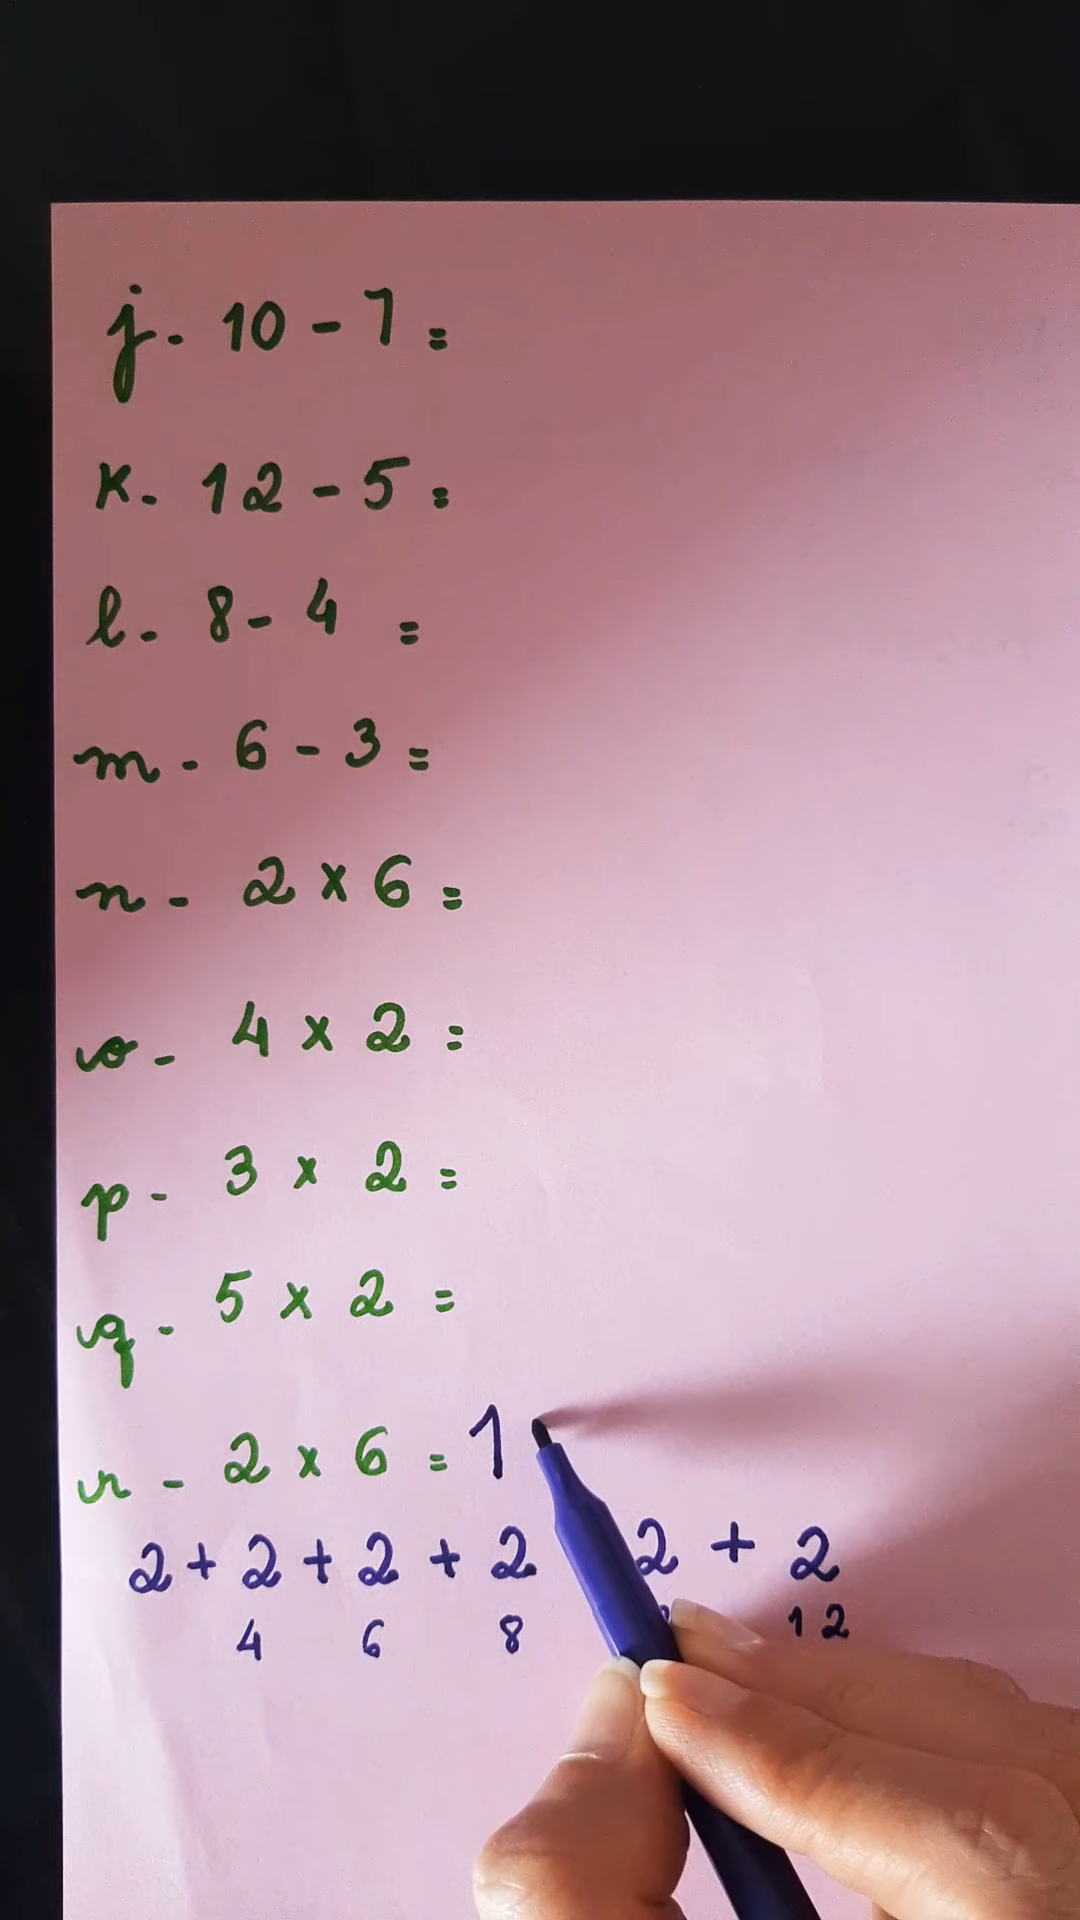 j- 10 - 7 =
k- 12 - 5 =
l- 8 - 4 =
m - 6 - 3 =
n - 2 x 6 =
o - 4 x 2 =
p - 3 x 2 =
q - 5 x 2 =
r - 2 x 6 = 1
2 + 2 + 2 + 2 2 + 2
4 6 8 12